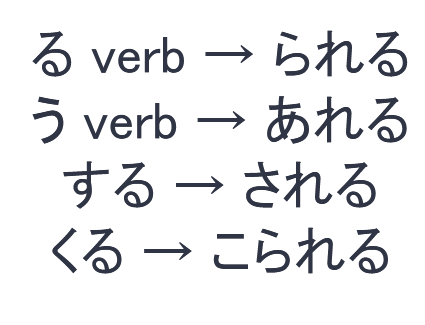 る verb → られる
う verb → あれる
する → される
くる → こられる